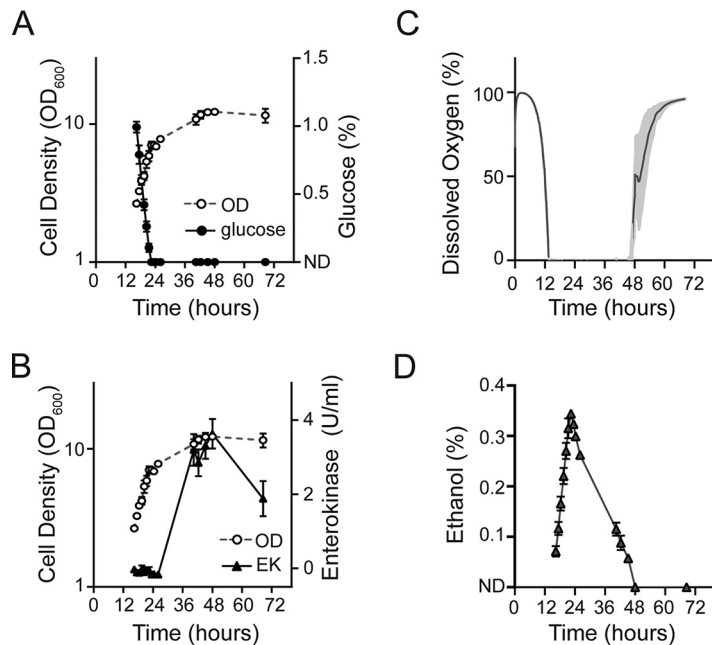 A
Cell Density (OD600)
10
1
1.5
1.0
0.5
ND
Glucose (%)
OD
glucose
0 12 24 36 48 60 72
Time (hours)
C
Dissolved Oxygen (%)
100
50
0
0 12 24 36 48 60 72
Time (hours)
B
Cell Density (OD600)
10
1
4
2
0
Enterokinase (U/ml)
OD
EK
0 12 24 36 48 60 72
Time (hours)
D
Ethanol (%)
0.4
0.3
0.2
0.1
ND
0 12 24 36 48 60 72
Time (hours)